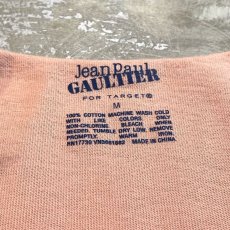 Jean Paul
GAULTIER
FOR TARGET®
M
100% COTTON MACHINE WASH COLD
WITH LIKE COLORS ONLY
NON-CHLORINE BLEACH WHEN
NEEDED. TUMBLE DRY LOW. REMOVE
PROMPTLY. WARM IRON.
RN17730 MADE IN CHINA